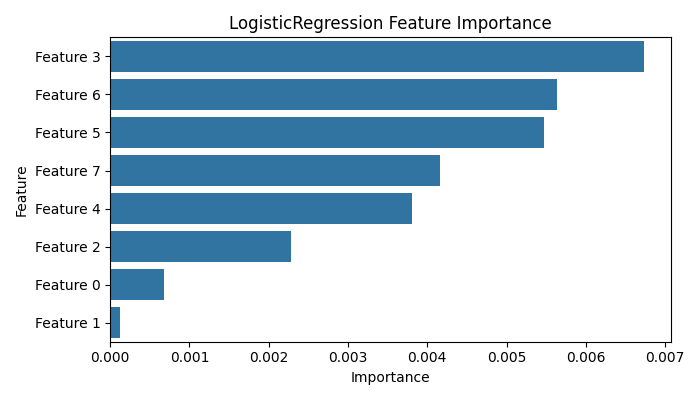 LogisticRegression Feature Importance
Feature 3
Feature 6
Feature 5
Feature 7
Feature 4
Feature 2
Feature 0
Feature 1
Feature
0.000 0.001 0.002 0.003 0.004 0.005 0.006 0.007
Importance